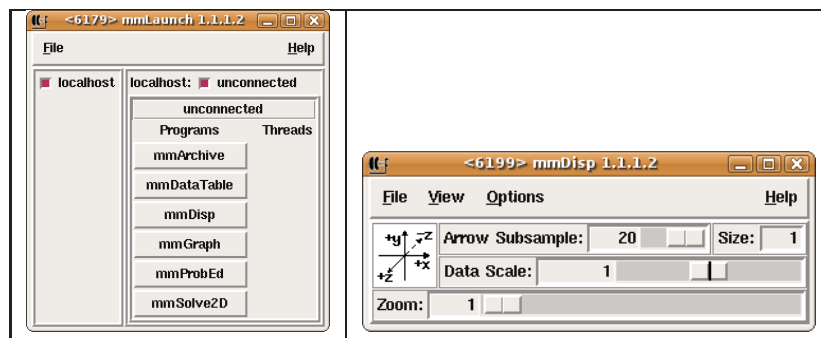 <6179> mmLaunch 1.1.1.2
File Help
localhost
localhost: unconnected
unconnected
Programs Threads
mmArchive
mmDataTable
mmDisp
mmGraph
mmProbEd
mmSolve2D
<6199> mmDisp 1.1.1.2
File View Options Help
+y -z
+z +x
Arrow Subsample: 20 Size: 1
Data Scale: 1
Zoom: 1